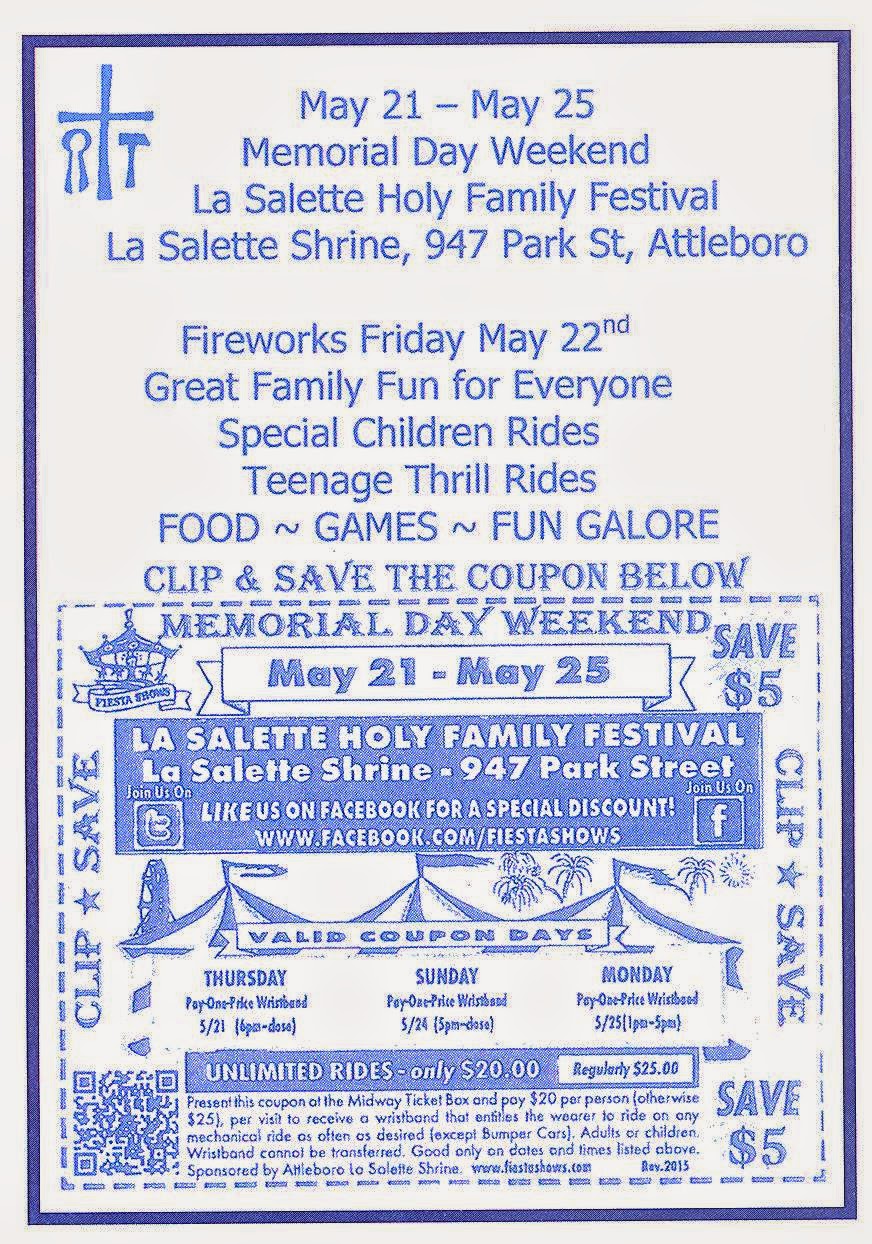 May 21 – May 25
Memorial Day Weekend
La Salette Holy Family Festival
La Salette Shrine, 947 Park St, Attleboro
Fireworks Friday May 22nd
Great Family Fun for Everyone
Special Children Rides
Teenage Thrill Rides
FOOD ~ GAMES ~ FUN GALORE
CLIP & SAVE THE COUPON BELOW
MEMORIAL DAY WEEKEND
SAVE
$5
FIESTA SHOWS
May 21 - May 25
LA SALETTE HOLY FAMILY FESTIVAL
La Salette Shrine - 947 Park Street
Join Us On
Join Us On
LIKE US ON FACEBOOK FOR A SPECIAL DISCOUNT!
WWW.FACEBOOK.COM/FIESTASHOWS
CLIP ★ SAVE
CLIP ★ SAVE
VALID COUPON DAYS
THURSDAY
Pay-One-Price Wristband
5/21 (6pm-close)
SUNDAY
Pay-One-Price Wristband
5/24 (5pm-close)
MONDAY
Pay-One-Price Wristband
5/25(1pm-5pm)
UNLIMITED RIDES - only $20.00
Regularly $25.00
Present this coupon at the Midway Ticket Box and pay $20 per person (otherwise
$25), per visit to receive a wristband that entitles the wearer to ride on any
mechanical ride as often as desired (except Bumper Cars). Adults or children.
Wristband cannot be transferred. Good only on dates and times listed above.
Sponsored by Attleboro La Salette Shrine. www.fiestashows.com Rev.2015
SAVE
$5